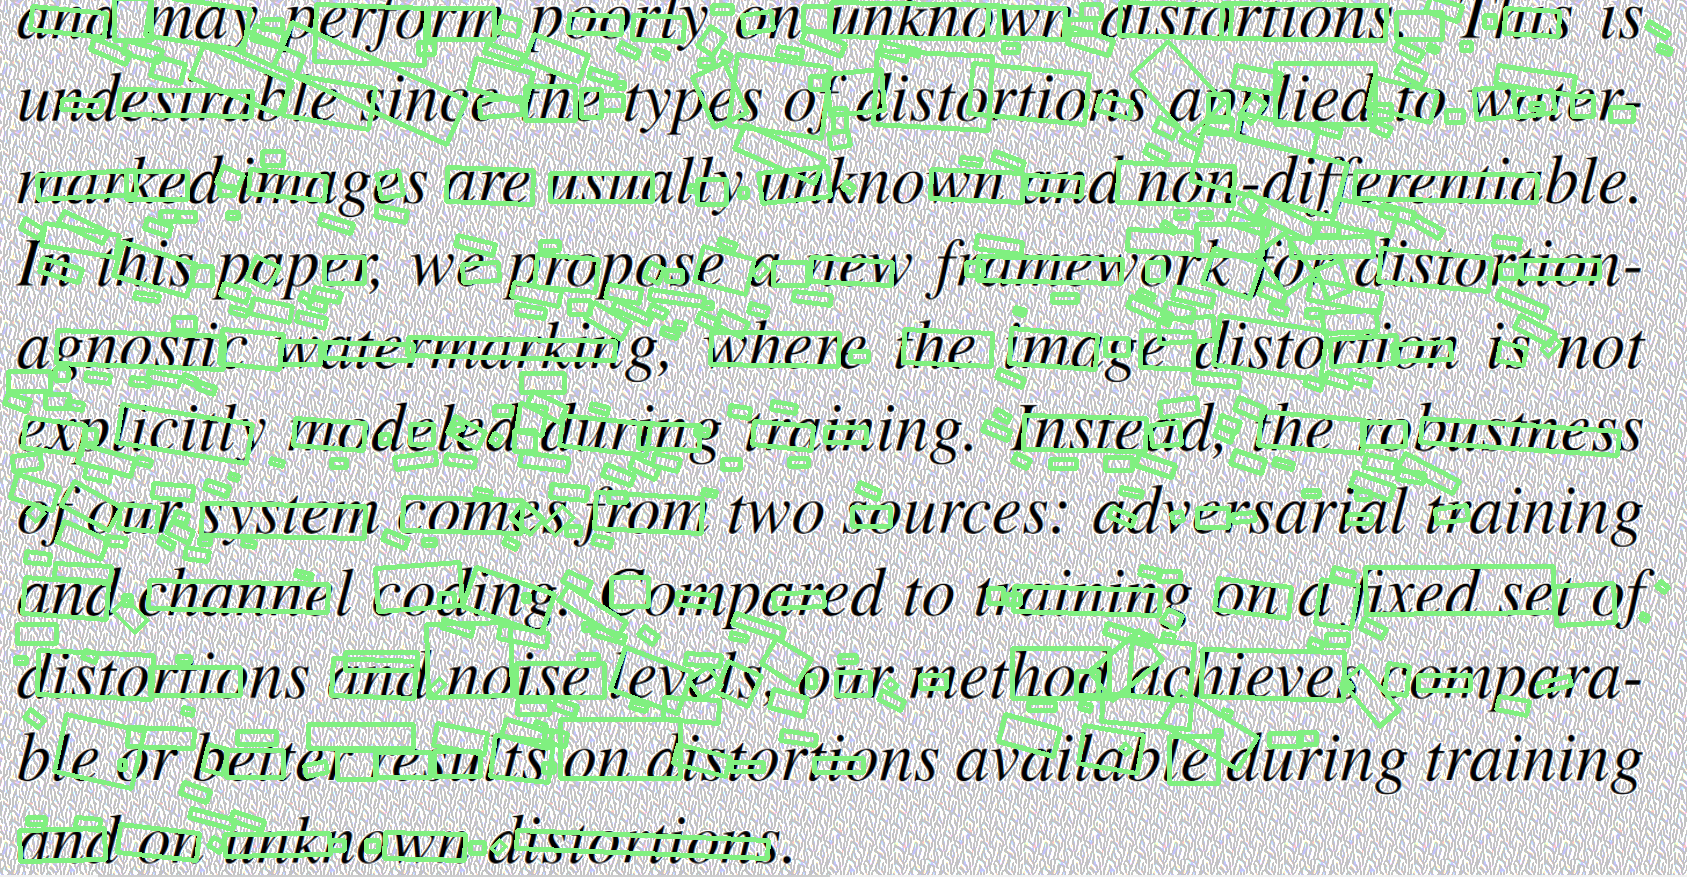 and may perform poorly on unknown distortions. This is
undesirable since the types of distortions applied to water-
marked images are usually unknown and non-differentiable.
In this paper, we propose a new framework for distortion-
agnostic watermarking, where the image distortion is not
explicitly modeled during training. Instead, the robustness
of our system comes from two sources: adversarial training
and channel coding. Compared to training on a fixed set of
distortions and noise levels, our method achieves compara-
ble or better results on distortions available during training
and on unknown distortions.